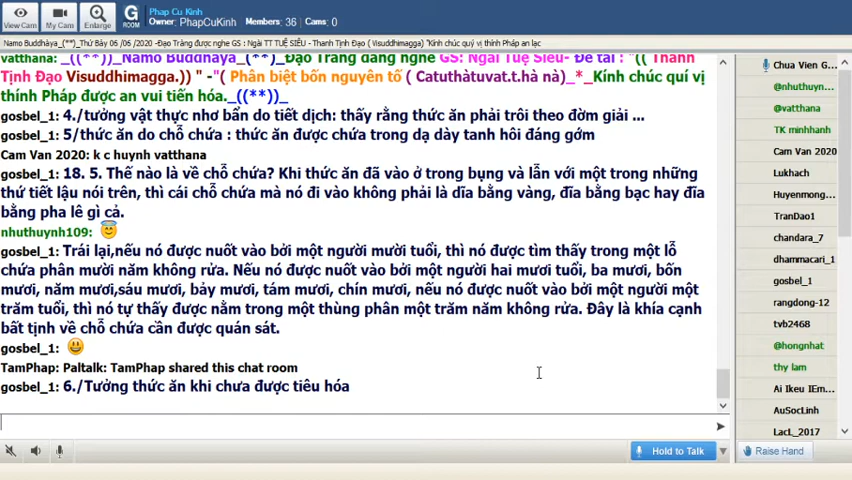 View Cam
My Cam
Enlarge
G
ROOM
Phap Cu Kinh
Owner: PhapCuKinh
Members: 36
Cams: 0
Namo Buddhàya_(**)_Thứ Bảy 06 /06 /2020 -Đạo Tràng được nghe GS : Ngài TT TUỆ SIÊU - Thanh Tịnh Đạo ( Visuddhimagga) "Kính chúc quý vị thính Pháp an lạc
vatthana: _((**))_Namo Buddhàya_(**)_Đạo Tràng đang nghe GS: Ngài Tuệ Siêu- Đề tài : "(( Thanh
Tịnh Đạo Visuddhimagga.)) " -"( Phân biệt bốn nguyên tố ( Catuthàtuvat.t.hà nà)_*_Kính chúc quí vị
thính Pháp được an vui tiến hóa._((**))_
gosbel_1: 4./tưởng vật thực như bẩn do tiết dịch: thấy rằng thức ăn phải trôi theo đờm giải ...
gosbel_1: 5/thức ăn do chỗ chứa : thức ăn được chứa trong dạ dày tanh hôi đáng gớm
Cam Van 2020: k c huynh vatthana
gosbel_1: 18. 5. Thế nào là về chỗ chứa? Khi thức ăn đã vào ở trong bụng và lẫn với một trong những
thứ tiết lậu nói trên, thì cái chỗ chứa mà nó đi vào không phải là dĩa bằng vàng, đĩa bằng bạc hay đĩa
bằng pha lê gì cả.
nhuthuynh109:
gosbel_1: Trái lại,nếu nó được nuốt vào bởi một người mười tuổi, thì nó được tìm thấy trong một lỗ
chứa phân mười năm không rửa. Nếu nó được nuốt vào bởi một người hai mươi tuổi, ba mươi, bốn
mươi, năm mươi,sáu mươi, bảy mươi, tám mươi, chín mươi, nếu nó được nuốt vào bởi một người một
trăm tuổi, thì nó tự thấy được nằm trong một thùng phân một trăm năm không rửa. Đây là khía cạnh
bất tịnh về chỗ chứa cần được quán sát.
gosbel_1:
TamPhap: Paltalk: TamPhap shared this chat room
gosbel_1: 6./Tưởng thức ăn khi chưa được tiêu hóa
Hold to Talk
Chua Vien G...
@nhuthuyn...
@vatthana
TK minhhanh
Cam Van 2020
Lukhach
Huyenmong...
TranDao1
chandara_7
dhammacari_1
gosbel_1
rangdong-12
tvb2468
@hongnhat
thy lam
Ai Ikeu IEm...
AuSocLinh
LacL_2017
Raise Hand